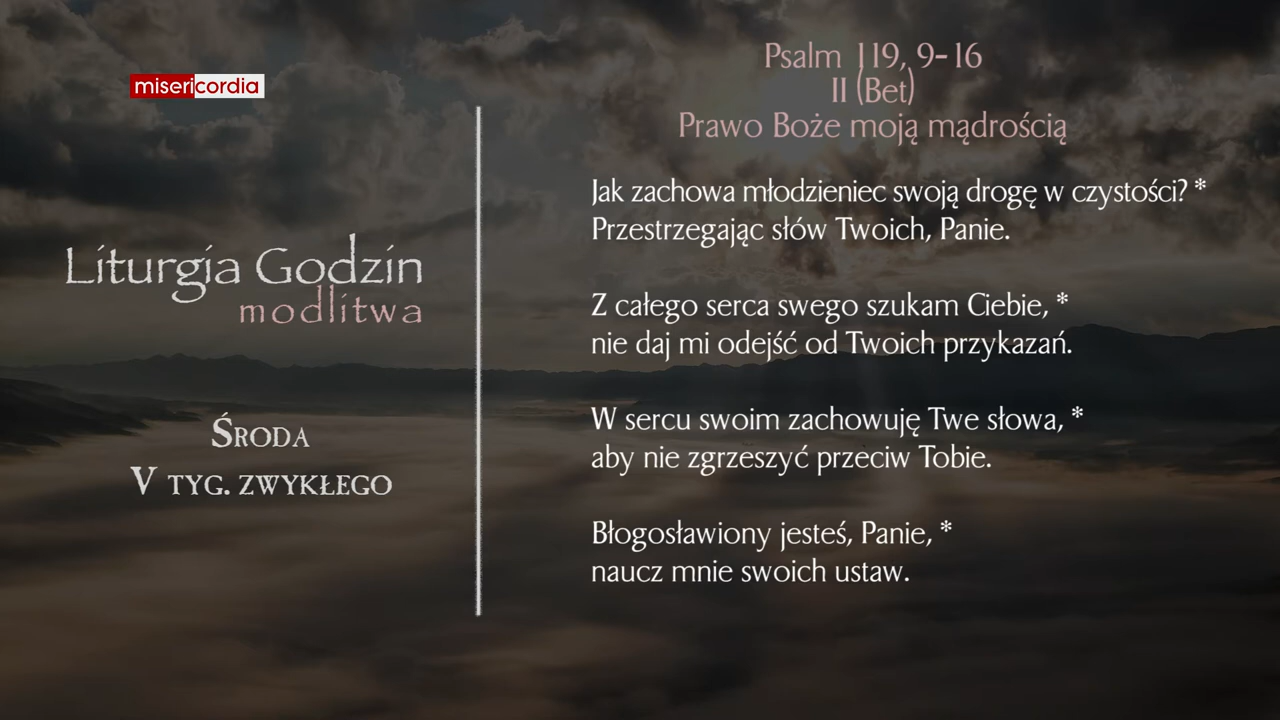 misericordia
Liturgia Godzin
modlitwa
Środa
V tyg. zwykłego
Psalm 119, 9-16
II (Bet)
Prawo Boże moją mądrością
Jak zachowa młodzieniec swoją drogę w czystości? *
Przestrzegając słów Twoich, Panie.
Z całego serca swego szukam Ciebie, *
nie daj mi odejść od Twoich przykazań.
W sercu swoim zachowuję Twe słowa, *
aby nie zgrzeszyć przeciw Tobie.
Błogosławiony jesteś, Panie, *
naucz mnie swoich ustaw.